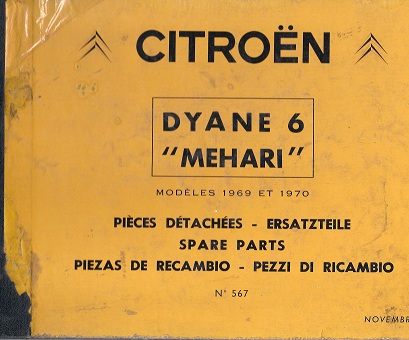 CITROËN
DYANE 6
"MEHARI"
MODÈLES 1969 ET 1970
PIÈCES DÉTACHÉES - ERSATZTEILE
SPARE PARTS
PIEZAS DE RECAMBIO - PEZZI DI RICAMBIO
N° 567
NOVEMBR